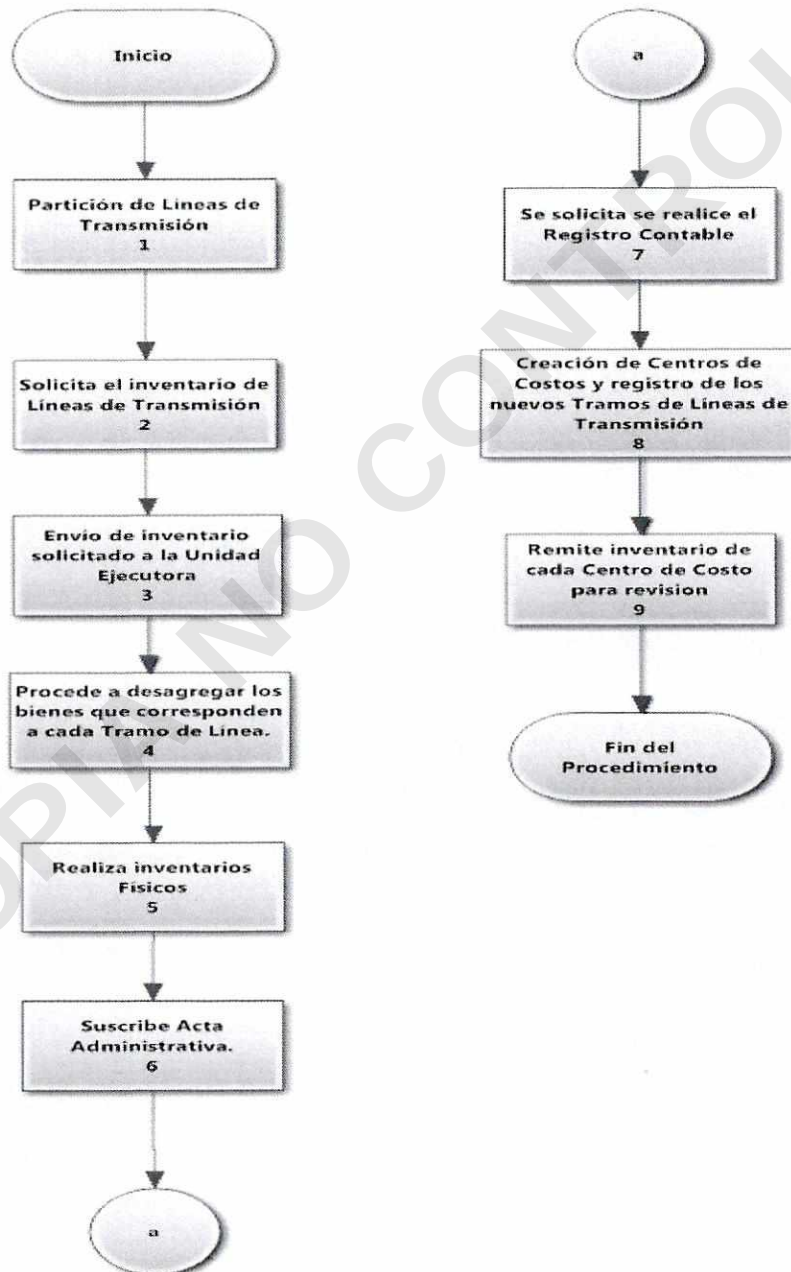 Inicio
Partición de Líneas de
Transmisión
1
Solicita el inventario de
Líneas de Transmisión
2
Envío de inventario
solicitado a la Unidad
Ejecutora
3
Procede a desagregar los
bienes que corresponden
a cada Tramo de Línea.
4
Realiza inventarios
Físicos
5
Suscribe Acta
Administrativa.
6
a
a
Se solicita se realice el
Registro Contable
7
Creación de Centros de
Costos y registro de los
nuevos Tramos de Líneas de
Transmisión
8
Remite inventario de
cada Centro de Costo
para revision
9
Fin del
Procedimiento
OPIA NO CONTROL